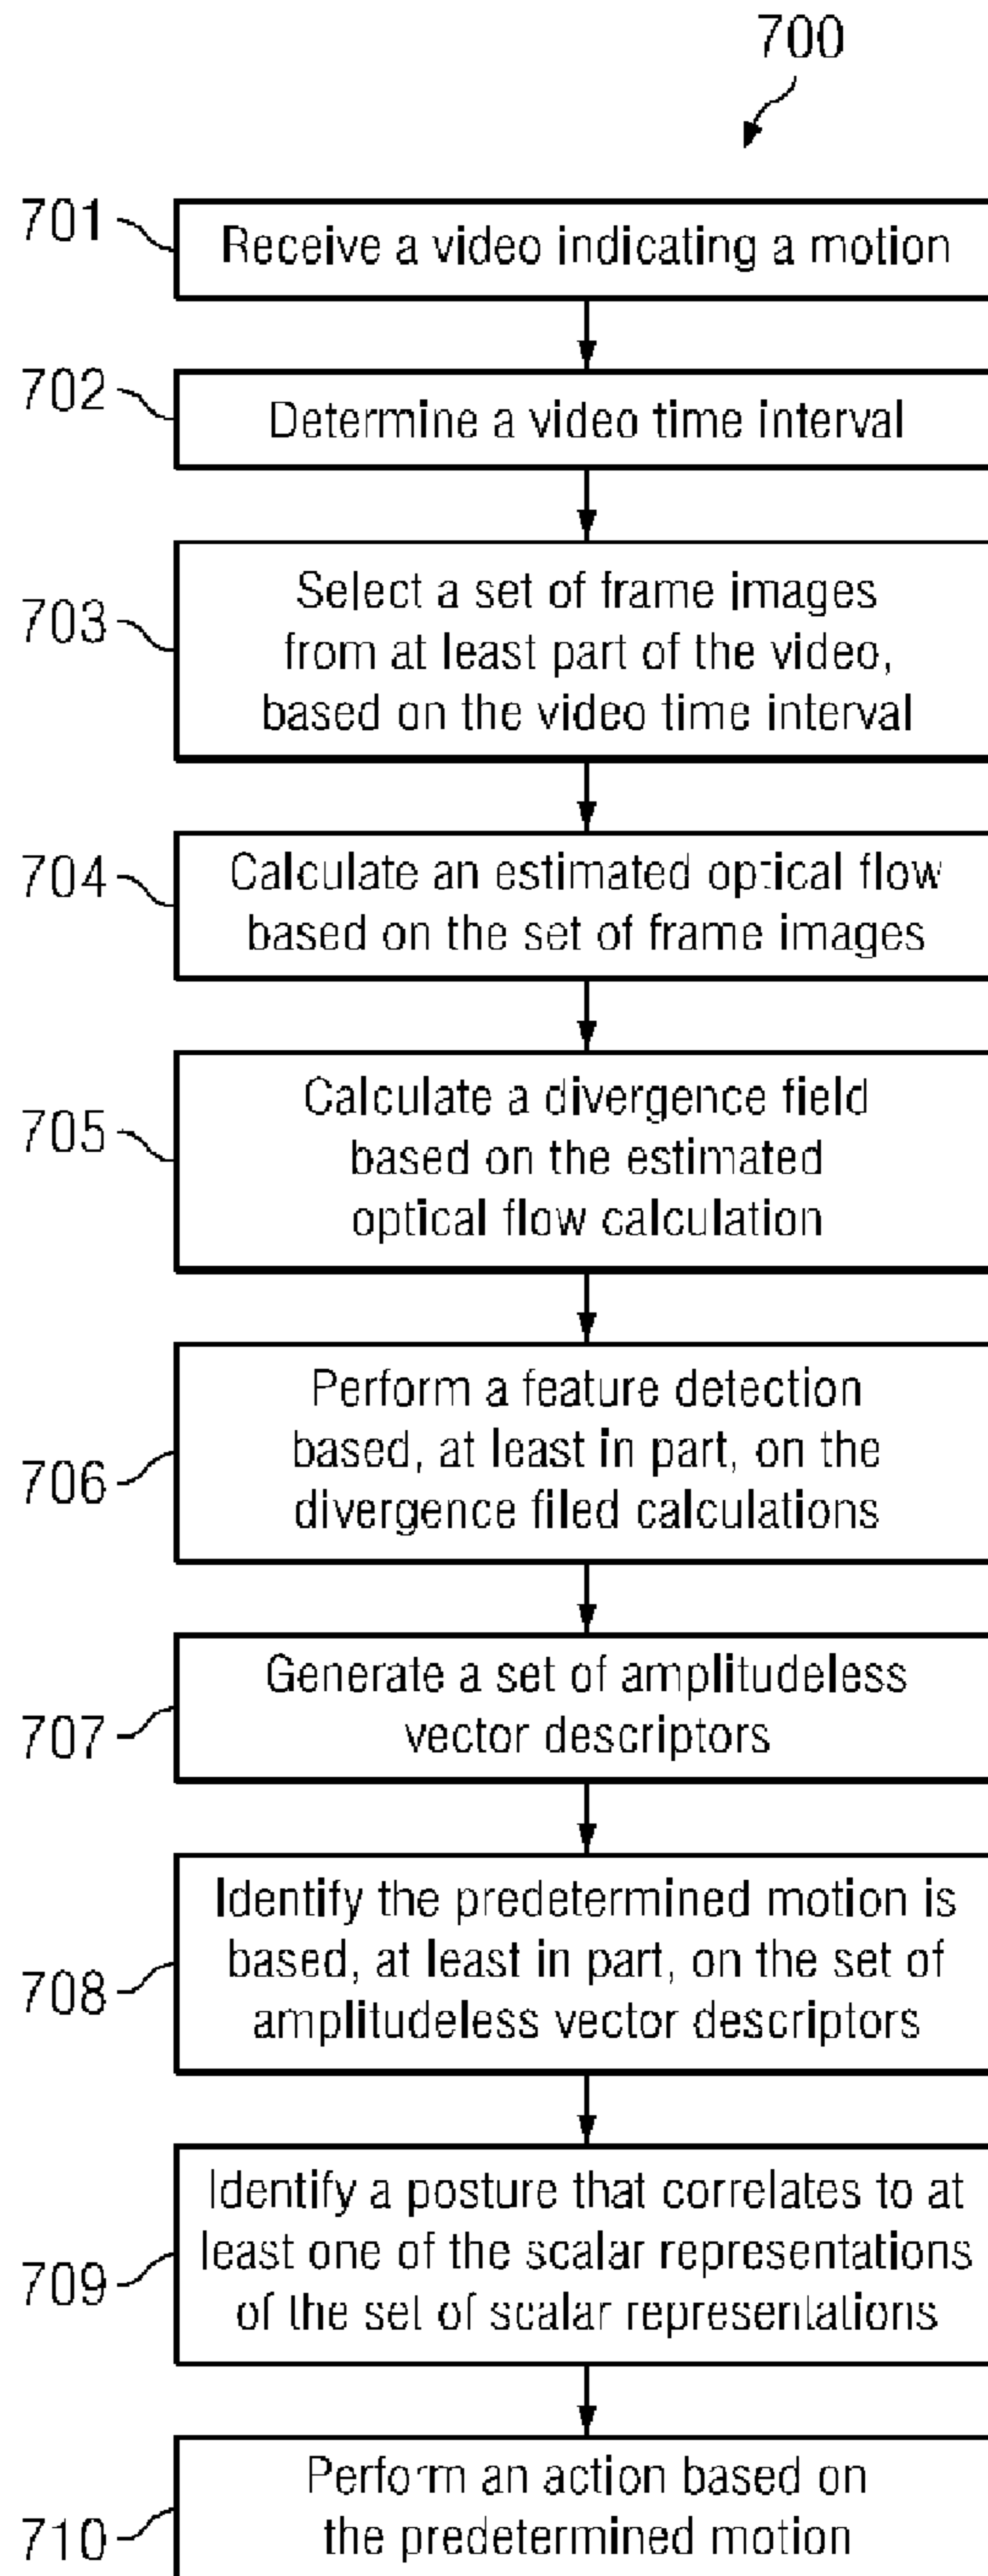 700
701
Receive a video indicating a motion
702
Determine a video time interval
703
Select a set of frame images
from at least part of the video,
based on the video time interval
704
Calculate an estimated optical flow
based on the set of frame images
705
Calculate a divergence field
based on the estimated
optical flow calculation
706
Perform a feature detection
based, at least in part, on the
divergence filed calculations
707
Generate a set of amplitudeless
vector descriptors
708
Identify the predetermined motion is
based, at least in part, on the set of
amplitudeless vector descriptors
709
Identify a posture that correlates to at
least one of the scalar representations
of the set of scalar representations
710
Perform an action based on
the predetermined motion